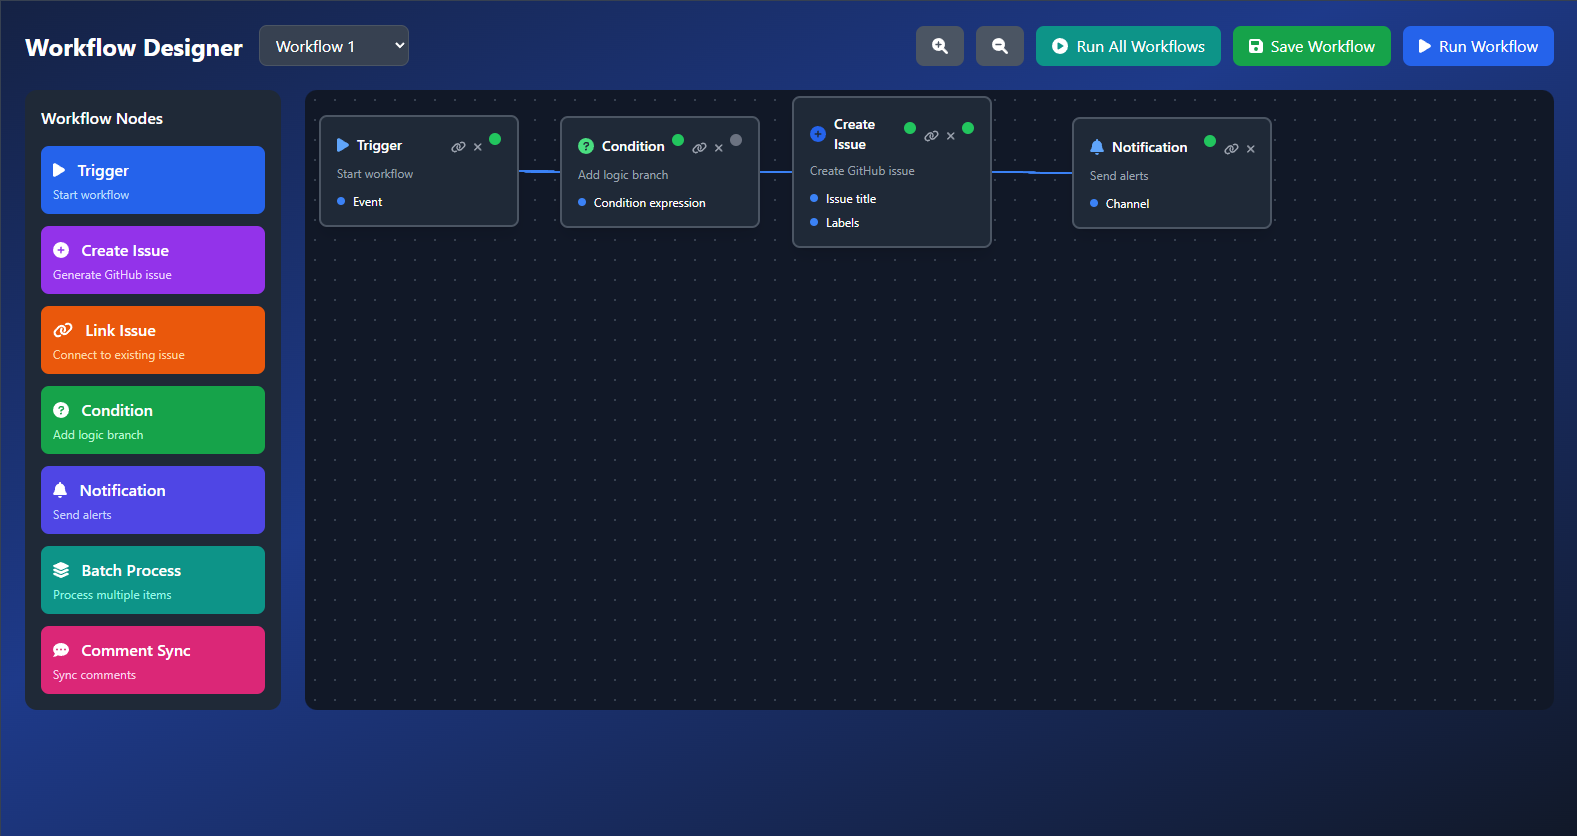 Workflow Designer
Workflow 1
Run All Workflows
Save Workflow
Run Workflow
Workflow Nodes
Trigger
Start workflow
Create Issue
Generate GitHub issue
Link Issue
Connect to existing issue
Condition
Add logic branch
Notification
Send alerts
Batch Process
Process multiple items
Comment Sync
Sync comments
Trigger
Start workflow
Event
Condition
Add logic branch
Condition expression
Create
Issue
Create GitHub issue
Issue title
Labels
Notification
Send alerts
Channel